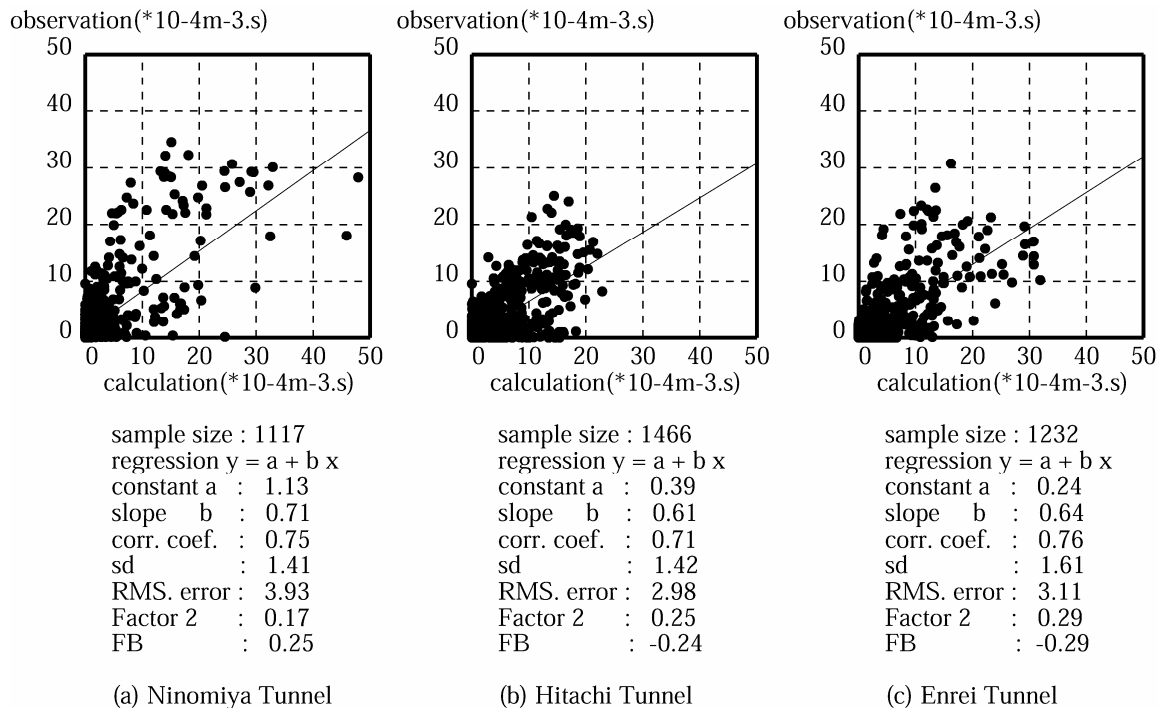 observation(*10-4m-3.s)
50
40
30
20
10
0
0 10 20 30 40 50
calculation(*10-4m-3.s)
sample size : 1117
regression y = a + b x
constant a : 1.13
slope b : 0.71
corr. coef. : 0.75
sd : 1.41
RMS. error : 3.93
Factor 2 : 0.17
FB : 0.25
(a) Ninomiya Tunnel
observation(*10-4m-3.s)
50
40
30
20
10
0
0 10 20 30 40 50
calculation(*10-4m-3.s)
sample size : 1466
regression y = a + b x
constant a : 0.39
slope b : 0.61
corr. coef. : 0.71
sd : 1.42
RMS. error : 2.98
Factor 2 : 0.25
FB : -0.24
(b) Hitachi Tunnel
observation(*10-4m-3.s)
50
40
30
20
10
0
0 10 20 30 40 50
calculation(*10-4m-3.s)
sample size : 1232
regression y = a + b x
constant a : 0.24
slope b : 0.64
corr. coef. : 0.76
sd : 1.61
RMS. error : 3.11
Factor 2 : 0.29
FB : -0.29
(c) Enrei Tunnel